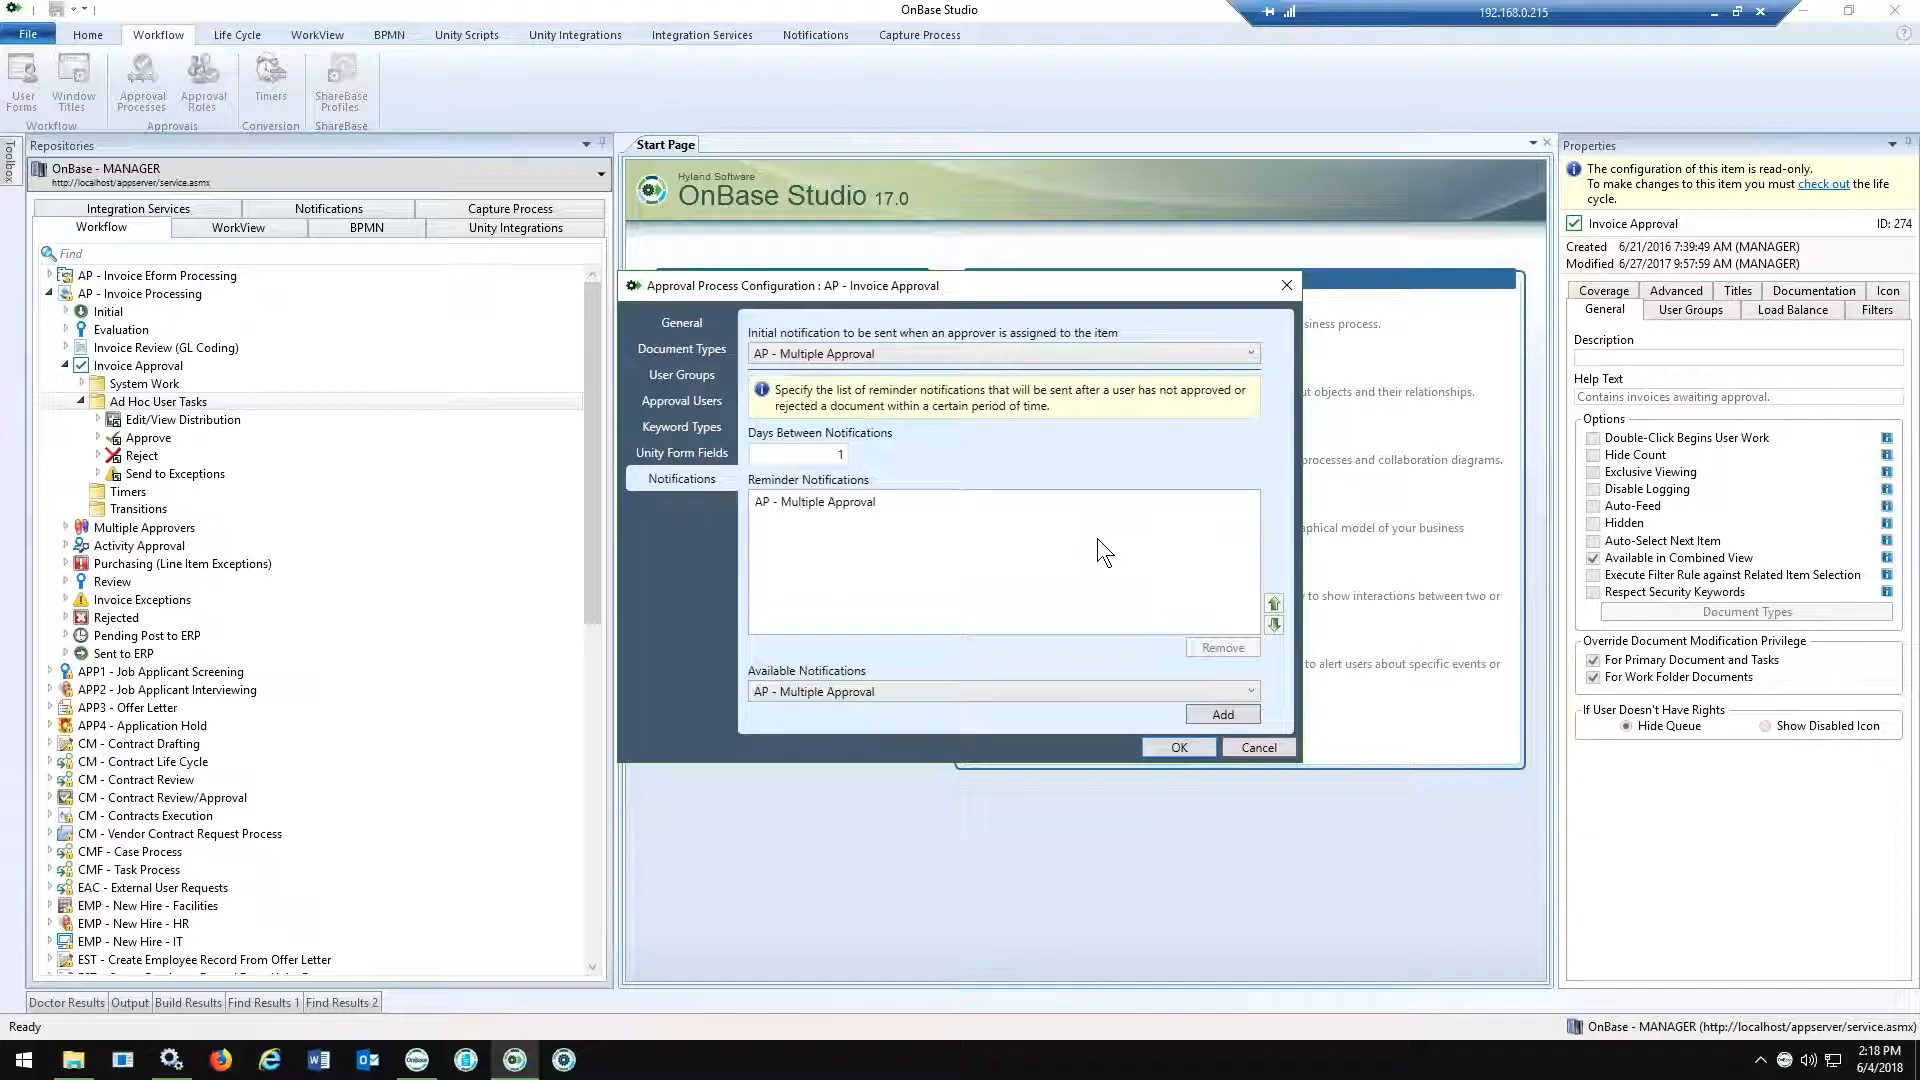 OnBase Studio
192.168.0.215
File
Home
Workflow
Life Cycle
WorkView
BPMN
Unity Scripts
Unity Integrations
Integration Services
Notifications
Capture Process
User Forms
Window Titles
Approval Processes
Approval Roles
Timers
ShareBase Profiles
Workflow
Approvals
Conversion
ShareBase
Toolbox
Repositories
OnBase - MANAGER
http://localhost/appserver/service.asmx
Integration Services
Notifications
Capture Process
Workflow
WorkView
BPMN
Unity Integrations
Find
AP - Invoice Eform Processing
AP - Invoice Processing
Initial
Evaluation
Invoice Review (GL Coding)
Invoice Approval
System Work
Ad Hoc User Tasks
Edit/View Distribution
Approve
Reject
Send to Exceptions
Timers
Transitions
Multiple Approvers
Activity Approval
Purchasing (Line Item Exceptions)
Review
Invoice Exceptions
Rejected
Pending Post to ERP
Sent to ERP
APP1 - Job Applicant Screening
APP2 - Job Applicant Interviewing
APP3 - Offer Letter
APP4 - Application Hold
CM - Contract Drafting
CM - Contract Life Cycle
CM - Contract Review
CM - Contract Review/Approval
CM - Contracts Execution
CM - Vendor Contract Request Process
CMF - Case Process
CMF - Task Process
EAC - External User Requests
EMP - New Hire - Facilities
EMP - New Hire - HR
EMP - New Hire - IT
EST - Create Employee Record From Offer Letter
Doctor Results
Output
Build Results
Find Results 1
Find Results 2
Start Page
Hyland Software
OnBase Studio 17.0
siness process.
ut objects and their relationships.
processes and collaboration diagrams.
aphical model of your business
y to show interactions between two or
to alert users about specific events or
Approval Process Configuration : AP - Invoice Approval
General
Document Types
User Groups
Approval Users
Keyword Types
Unity Form Fields
Notifications
Initial notification to be sent when an approver is assigned to the item
AP - Multiple Approval
Specify the list of reminder notifications that will be sent after a user has not approved or
rejected a document within a certain period of time.
Days Between Notifications
1
Reminder Notifications
AP - Multiple Approval
Remove
Available Notifications
AP - Multiple Approval
Add
OK
Cancel
Properties
The configuration of this item is read-only.
To make changes to this item you must check out the life
cycle.
Invoice Approval
ID: 274
Created 6/21/2016 7:39:49 AM (MANAGER)
Modified 6/27/2017 9:57:59 AM (MANAGER)
Coverage
Advanced
Titles
Documentation
Icon
General
User Groups
Load Balance
Filters
Description
Help Text
Contains invoices awaiting approval.
Options
Double-Click Begins User Work
Hide Count
Exclusive Viewing
Disable Logging
Auto-Feed
Hidden
Auto-Select Next Item
Available in Combined View
Execute Filter Rule against Related Item Selection
Respect Security Keywords
Document Types
Override Document Modification Privilege
For Primary Document and Tasks
For Work Folder Documents
If User Doesn't Have Rights
Hide Queue
Show Disabled Icon
Ready
OnBase - MANAGER (http://localhost/appserver/service.asmx)
2:18 PM
6/4/2018